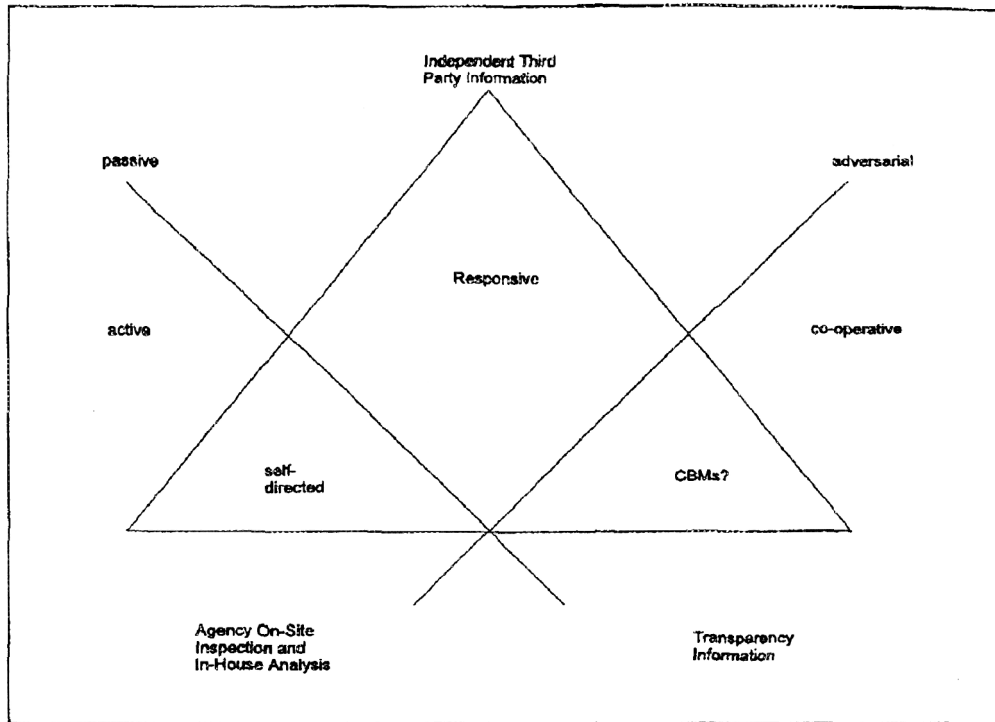 Independent Third
Party Information
passive
adversarial
Responsive
active
co-operative
self-
directed
CBMs?
Agency On-Site
Inspection and
In-House Analysis
Transparency
Information